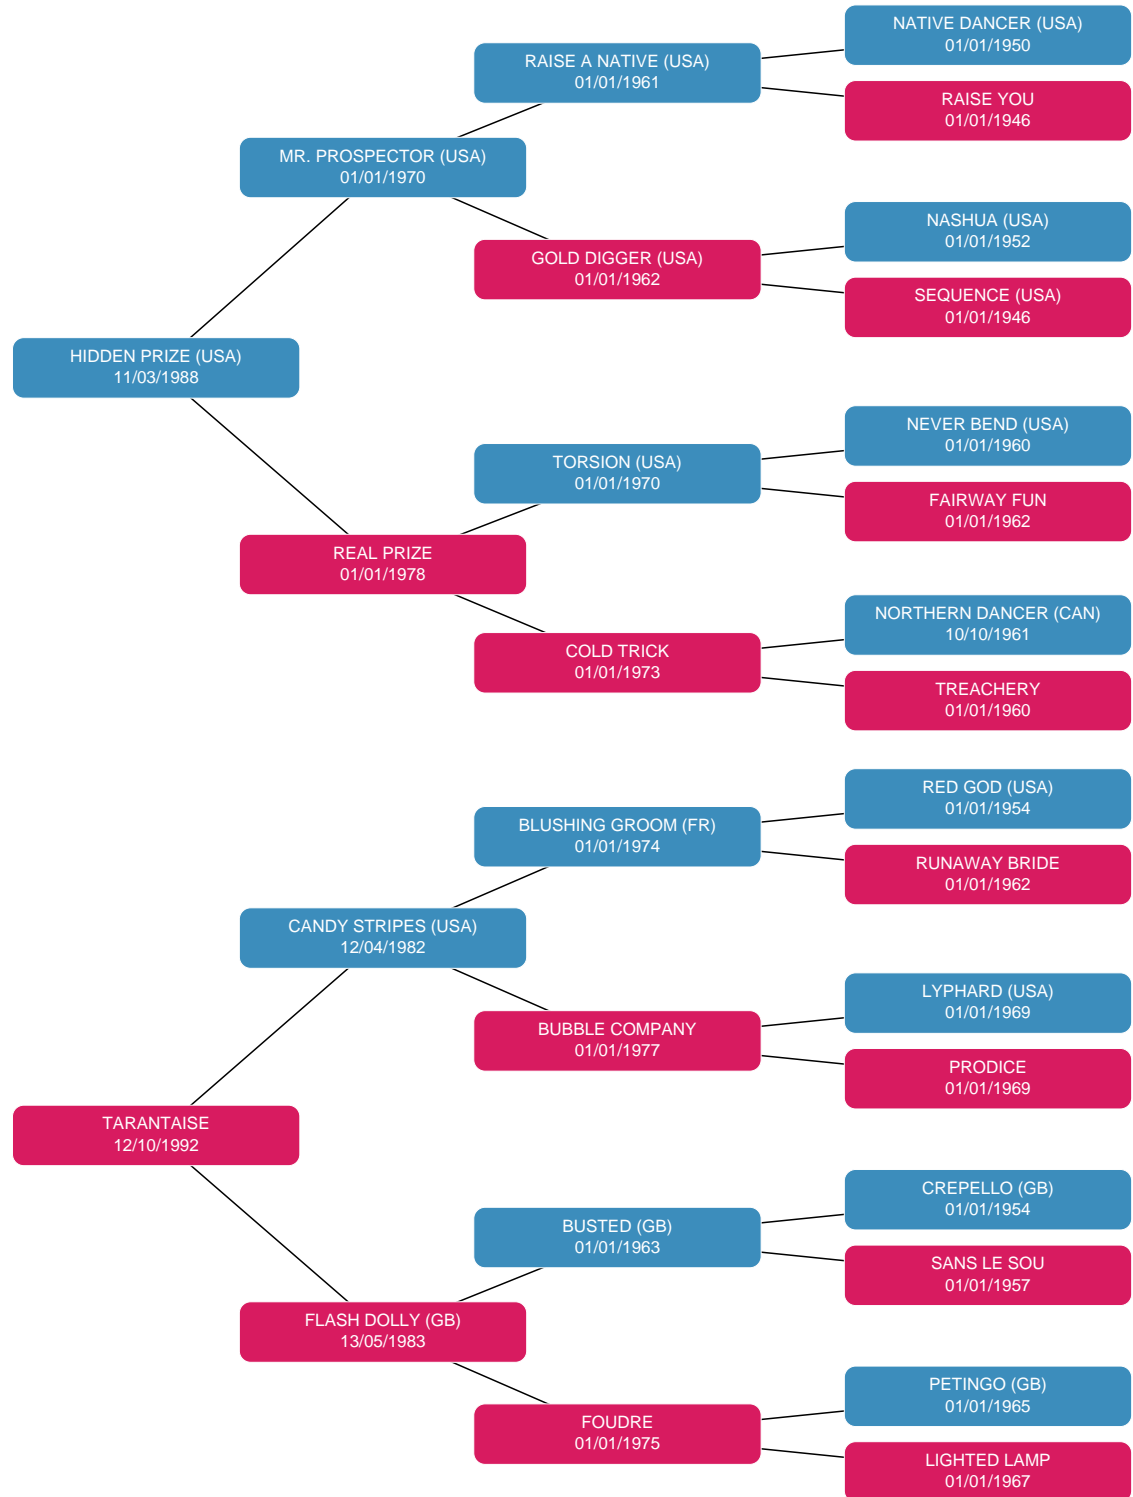 NATIVE DANCER (USA)
01/01/1950
RAISE A NATIVE (USA)
01/01/1961
RAISE YOU
01/01/1946
MR. PROSPECTOR (USA)
01/01/1970
NASHUA (USA)
01/01/1952
GOLD DIGGER (USA)
01/01/1962
SEQUENCE (USA)
01/01/1946
HIDDEN PRIZE (USA)
11/03/1988
NEVER BEND (USA)
01/01/1960
TORSION (USA)
01/01/1970
FAIRWAY FUN
01/01/1962
REAL PRIZE
01/01/1978
NORTHERN DANCER (CAN)
10/10/1961
COLD TRICK
01/01/1973
TREACHERY
01/01/1960
RED GOD (USA)
01/01/1954
BLUSHING GROOM (FR)
01/01/1974
RUNAWAY BRIDE
01/01/1962
CANDY STRIPES (USA)
12/04/1982
LYPHARD (USA)
01/01/1969
BUBBLE COMPANY
01/01/1977
PRODICE
01/01/1969
TARANTAISE
12/10/1992
CREPELLO (GB)
01/01/1954
BUSTED (GB)
01/01/1963
SANS LE SOU
01/01/1957
FLASH DOLLY (GB)
13/05/1983
PETINGO (GB)
01/01/1965
FOUDRE
01/01/1975
LIGHTED LAMP
01/01/1967